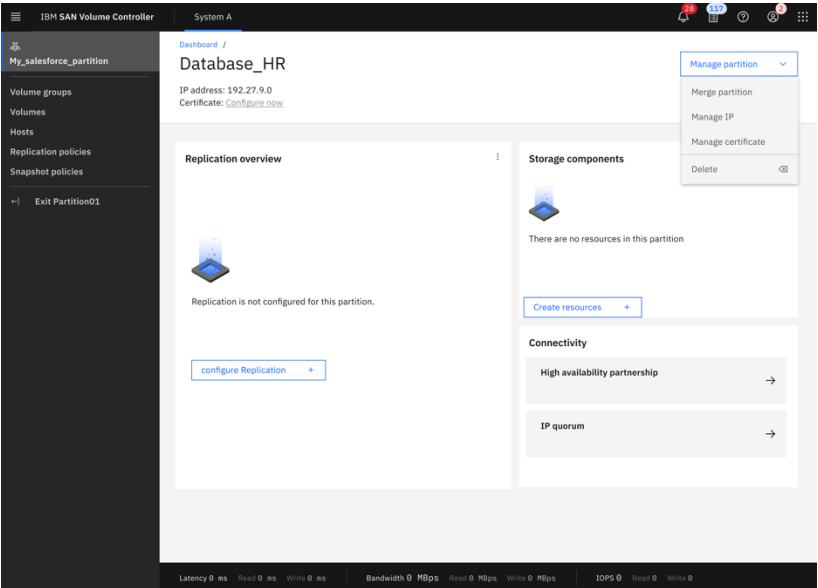 IBM SAN Volume Controller
System A
28
117
2
My_salesforce_partition
Volume groups
Volumes
Hosts
Replication policies
Snapshot policies
Exit Partition01
Dashboard /
Database_HR
IP address: 192.27.9.0
Certificate: Configure now
Manage partition
Merge partition
Manage IP
Manage certificate
Delete
Replication overview
Replication is not configured for this partition.
configure Replication +
Storage components
There are no resources in this partition
Create resources +
Connectivity
High availability partnership
IP quorum
Latency 0 ms Read 0 ms Write 0 ms Bandwidth 0 MBps Read 0 MBps Write 0 MBps IOPS 0 Read 0 Write 0